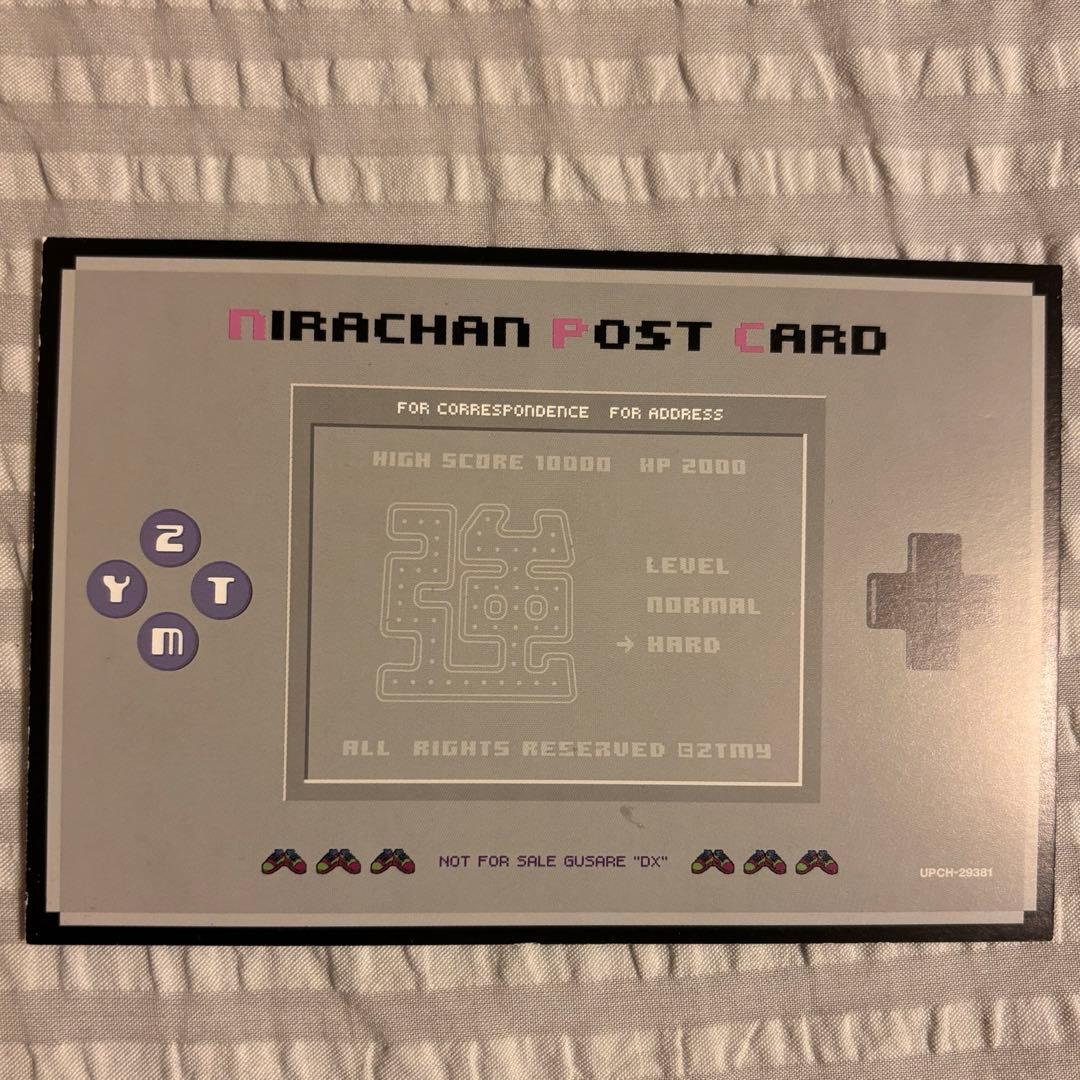 NIRACHAN POST CARD
FOR CORRESPONDENCE FOR ADDRESS
HIGH SCORE 10000 HP 2000
Z
Y T
M
LEVEL
NORMAL
→ HARD
ALL RIGHTS RESERVED ©ZTMY
NOT FOR SALE GUSARE "DX"
UPCH-29381